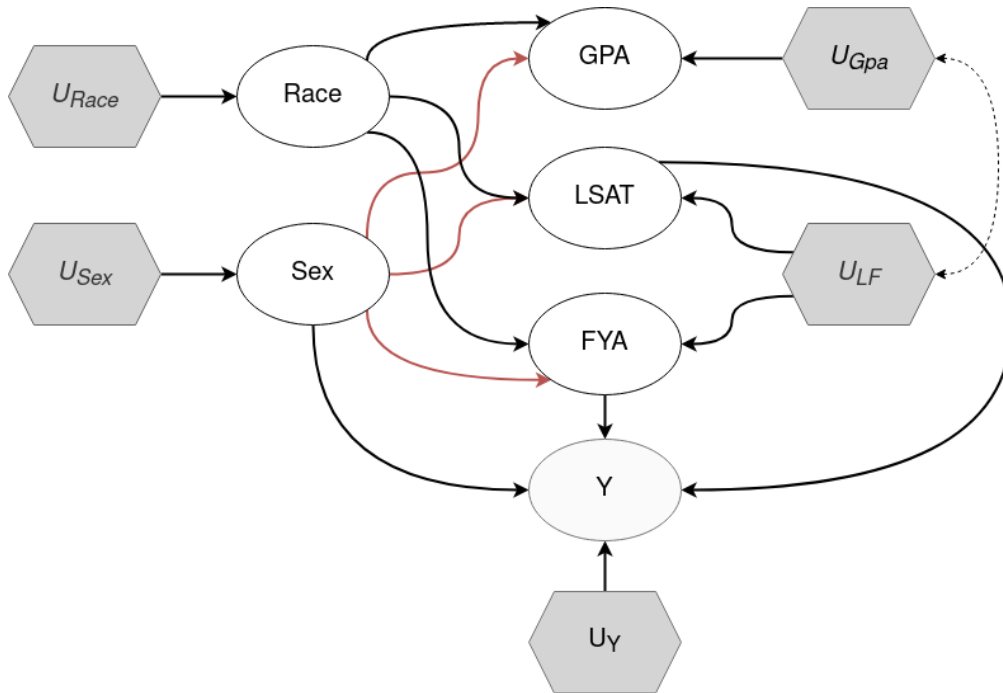 GPA
U_Gpa
U_Race
Race
LSAT
U_Sex
Sex
U_LF
FYA
Y
U_Y